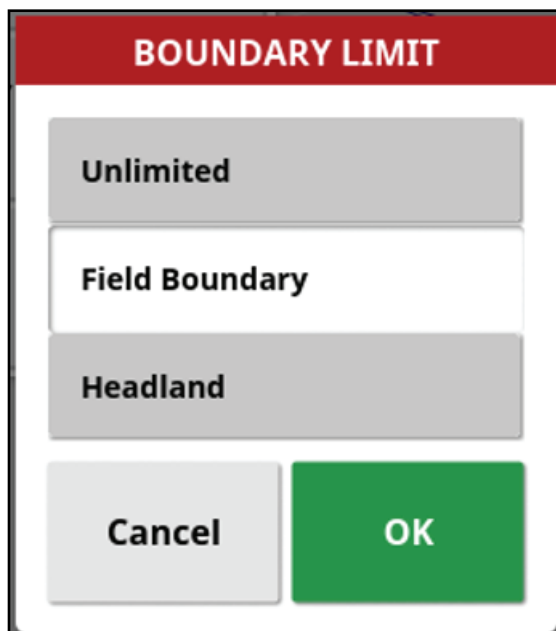 BOUNDARY LIMIT
Unlimited
Field Boundary
Headland
Cancel
OK